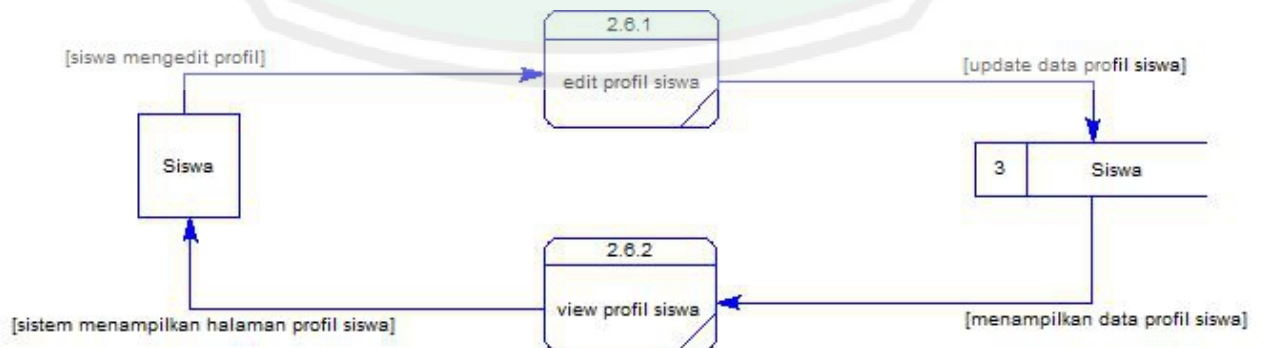 2.6.1
[siswa mengedit profil]
edit profil siswa
[update data profil siswa]
Siswa
3
Siswa
2.6.2
view profil siswa
[sistem menampilkan halaman profil siswa]
[menampilkan data profil siswa]